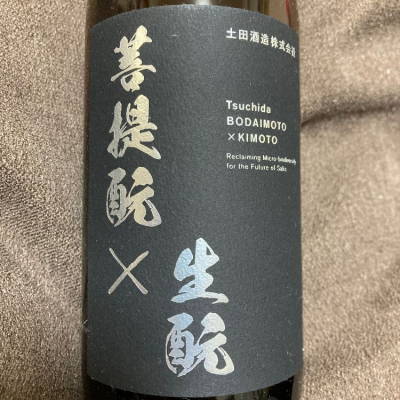 土田酒造株式会社
菩提酛
×
生酛
Tsuchida
BODAIMOTO
×KIMOTO
Reclaiming Micro-biodiversity
for the Future of Sake